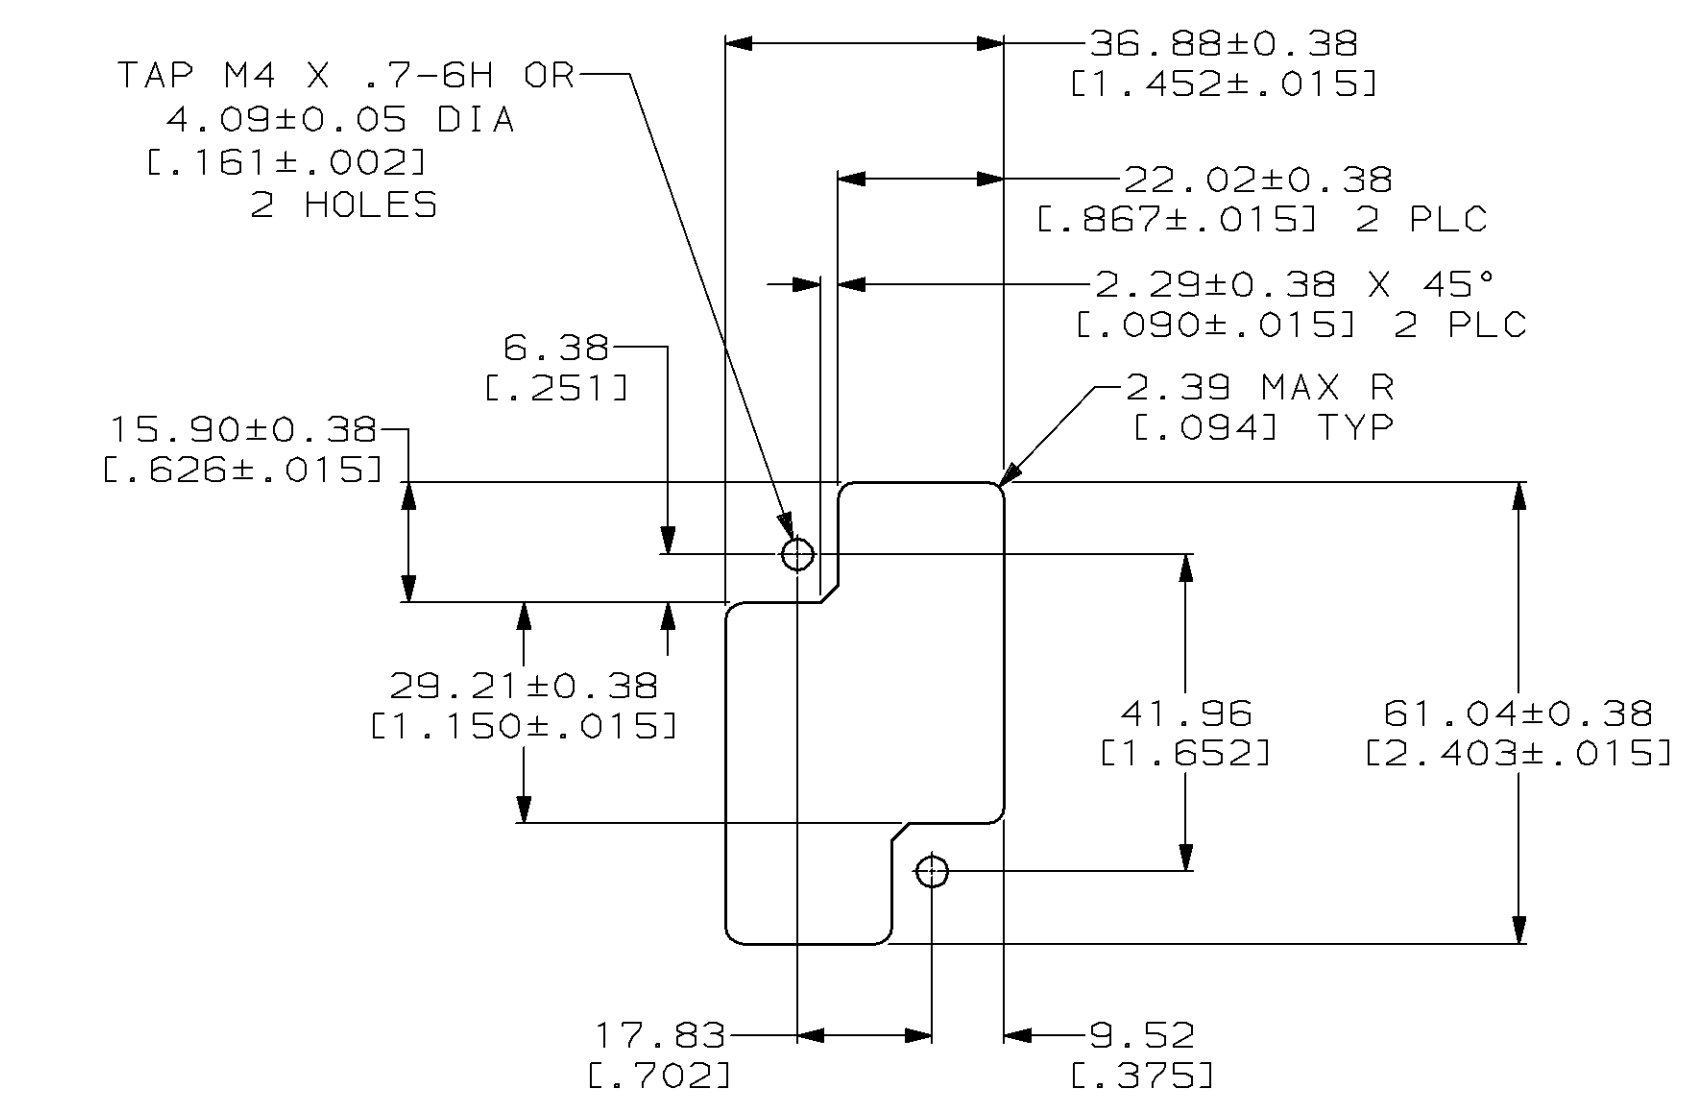 TAP M4 X .7-6H OR
4.09±0.05 DIA
[.161±.002]
2 HOLES
36.88±0.38
[1.452±.015]
22.02±0.38
[.867±.015] 2 PLC
2.29±0.38 X 45°
[.090±.015] 2 PLC
6.38
[.251]
2.39 MAX R
[.094] TYP
15.90±0.38
[.626±.015]
29.21±0.38
[1.150±.015]
41.96
[1.652]
61.04±0.38
[2.403±.015]
17.83
[.702]
9.52
[.375]